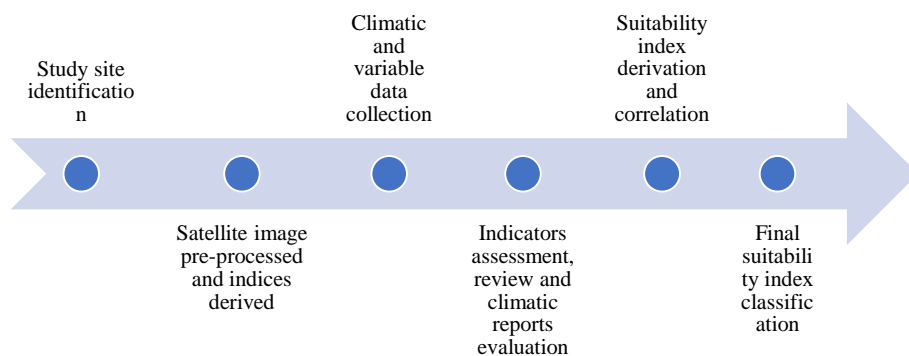 Study site
identificatio
n
Satellite image
pre-processed
and indices
derived
Climatic
and
variable
data
collection
Indicators
assessment,
review and
climatic
reports
evaluation
Suitability
index
derivation
and
correlation
Final
suitabili
ty index
classific
ation